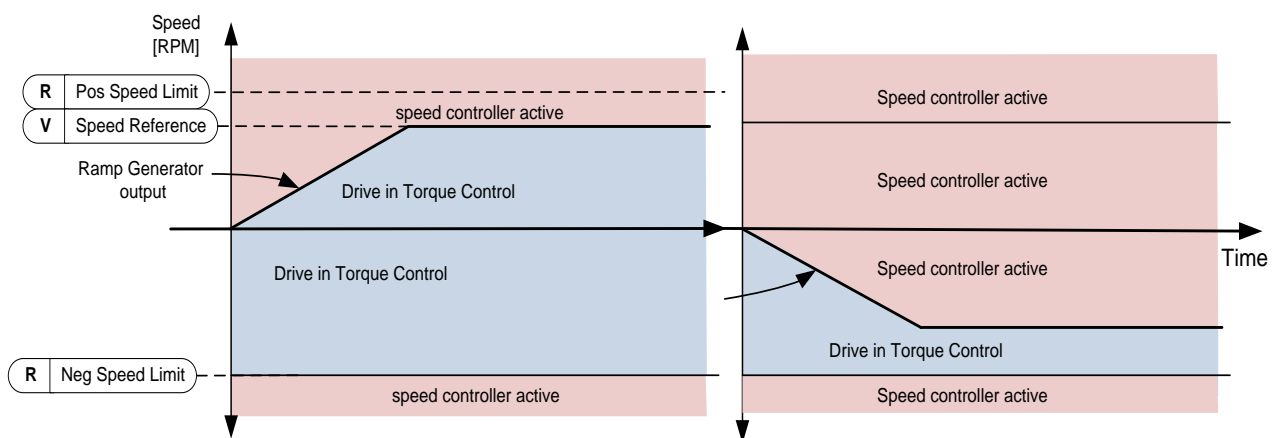 Speed
[RPM]
R Pos Speed Limit
V Speed Reference
Ramp Generator
output
speed controller active
Drive in Torque Control
Drive in Torque Control
R Neg Speed Limit
speed controller active
Speed controller active
Speed controller active
Speed controller active
Time
Drive in Torque Control
Speed controller active